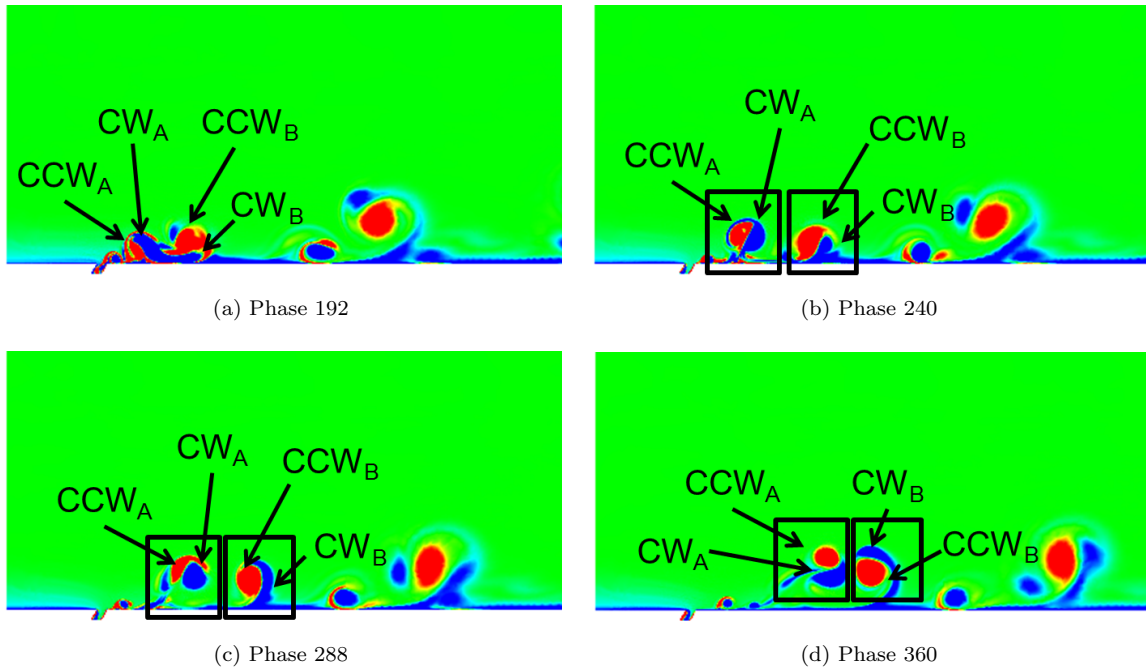 CW_A CCW_B
CCW_A
CW_B
(a) Phase 192
CW_A
CCW_B
CCW_A
CW_B
(b) Phase 240
CW_A
CCW_B
CCW_A
CW_B
(c) Phase 288
CCW_A CW_B
CW_A CCW_B
(d) Phase 360